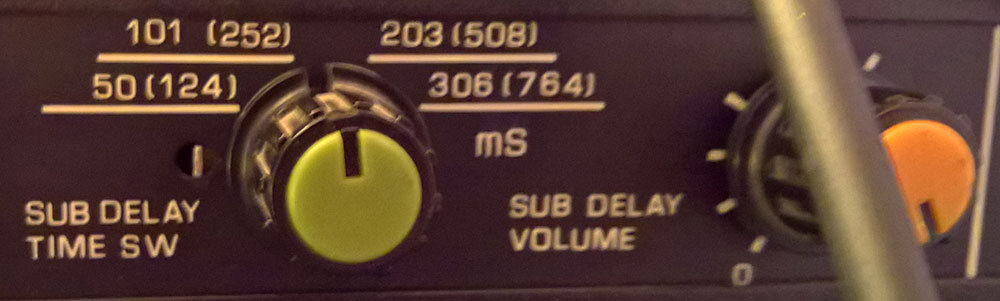 101 (252)
203 (508)
50 (124)
306 (764)
mS
SUB DELAY
TIME SW
SUB DELAY
VOLUME
0